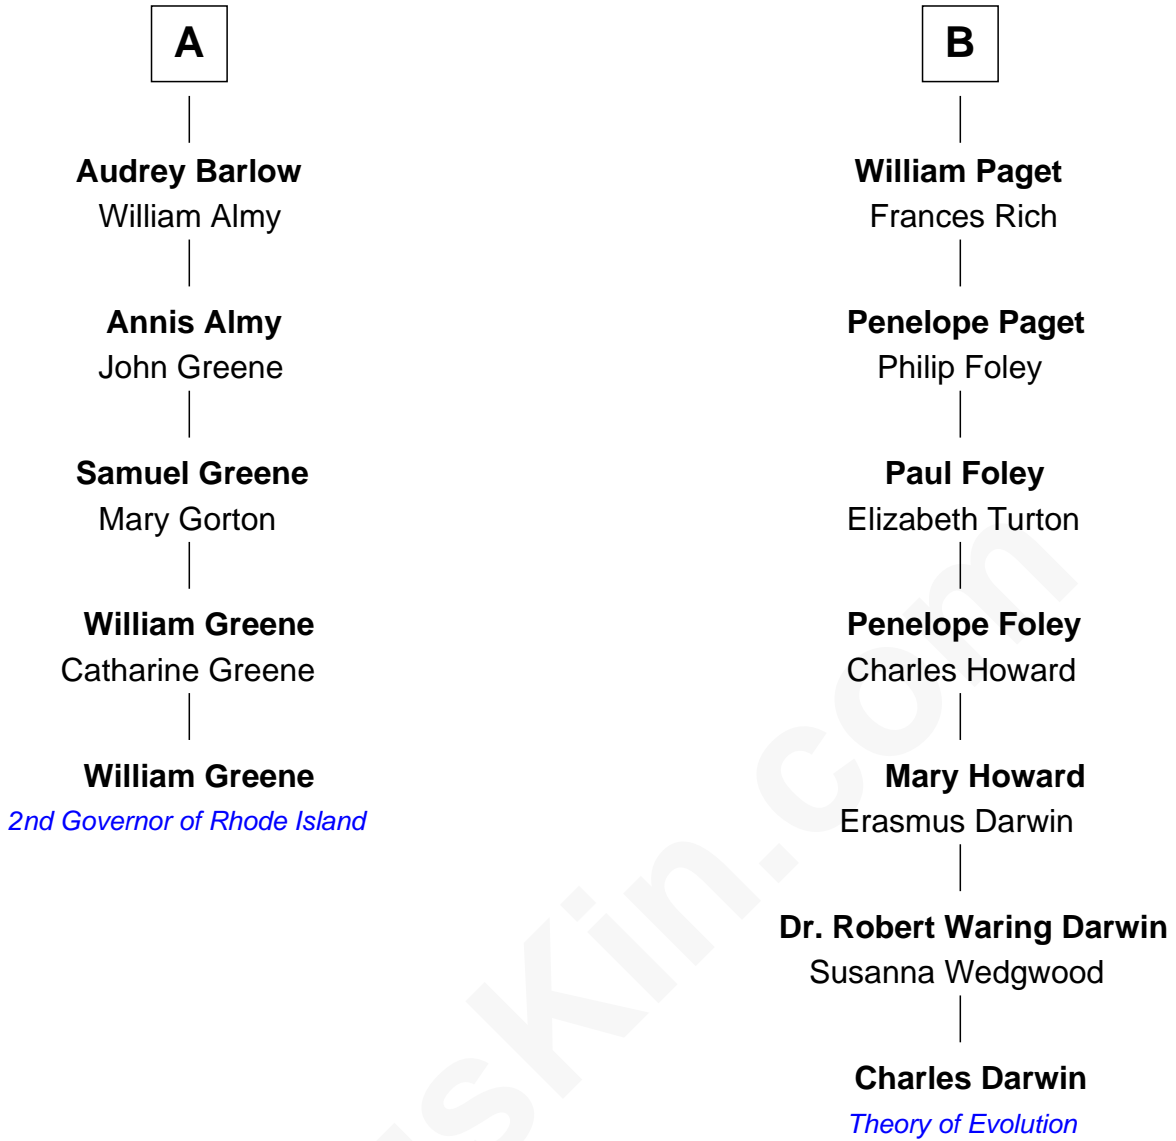 A
Audrey Barlow
William Almy
Annis Almy
John Greene
Samuel Greene
Mary Gorton
William Greene
Catharine Greene
William Greene
2nd Governor of Rhode Island
B
William Paget
Frances Rich
Penelope Paget
Philip Foley
Paul Foley
Elizabeth Turton
Penelope Foley
Charles Howard
Mary Howard
Erasmus Darwin
Dr. Robert Waring Darwin
Susanna Wedgwood
Charles Darwin
Theory of Evolution